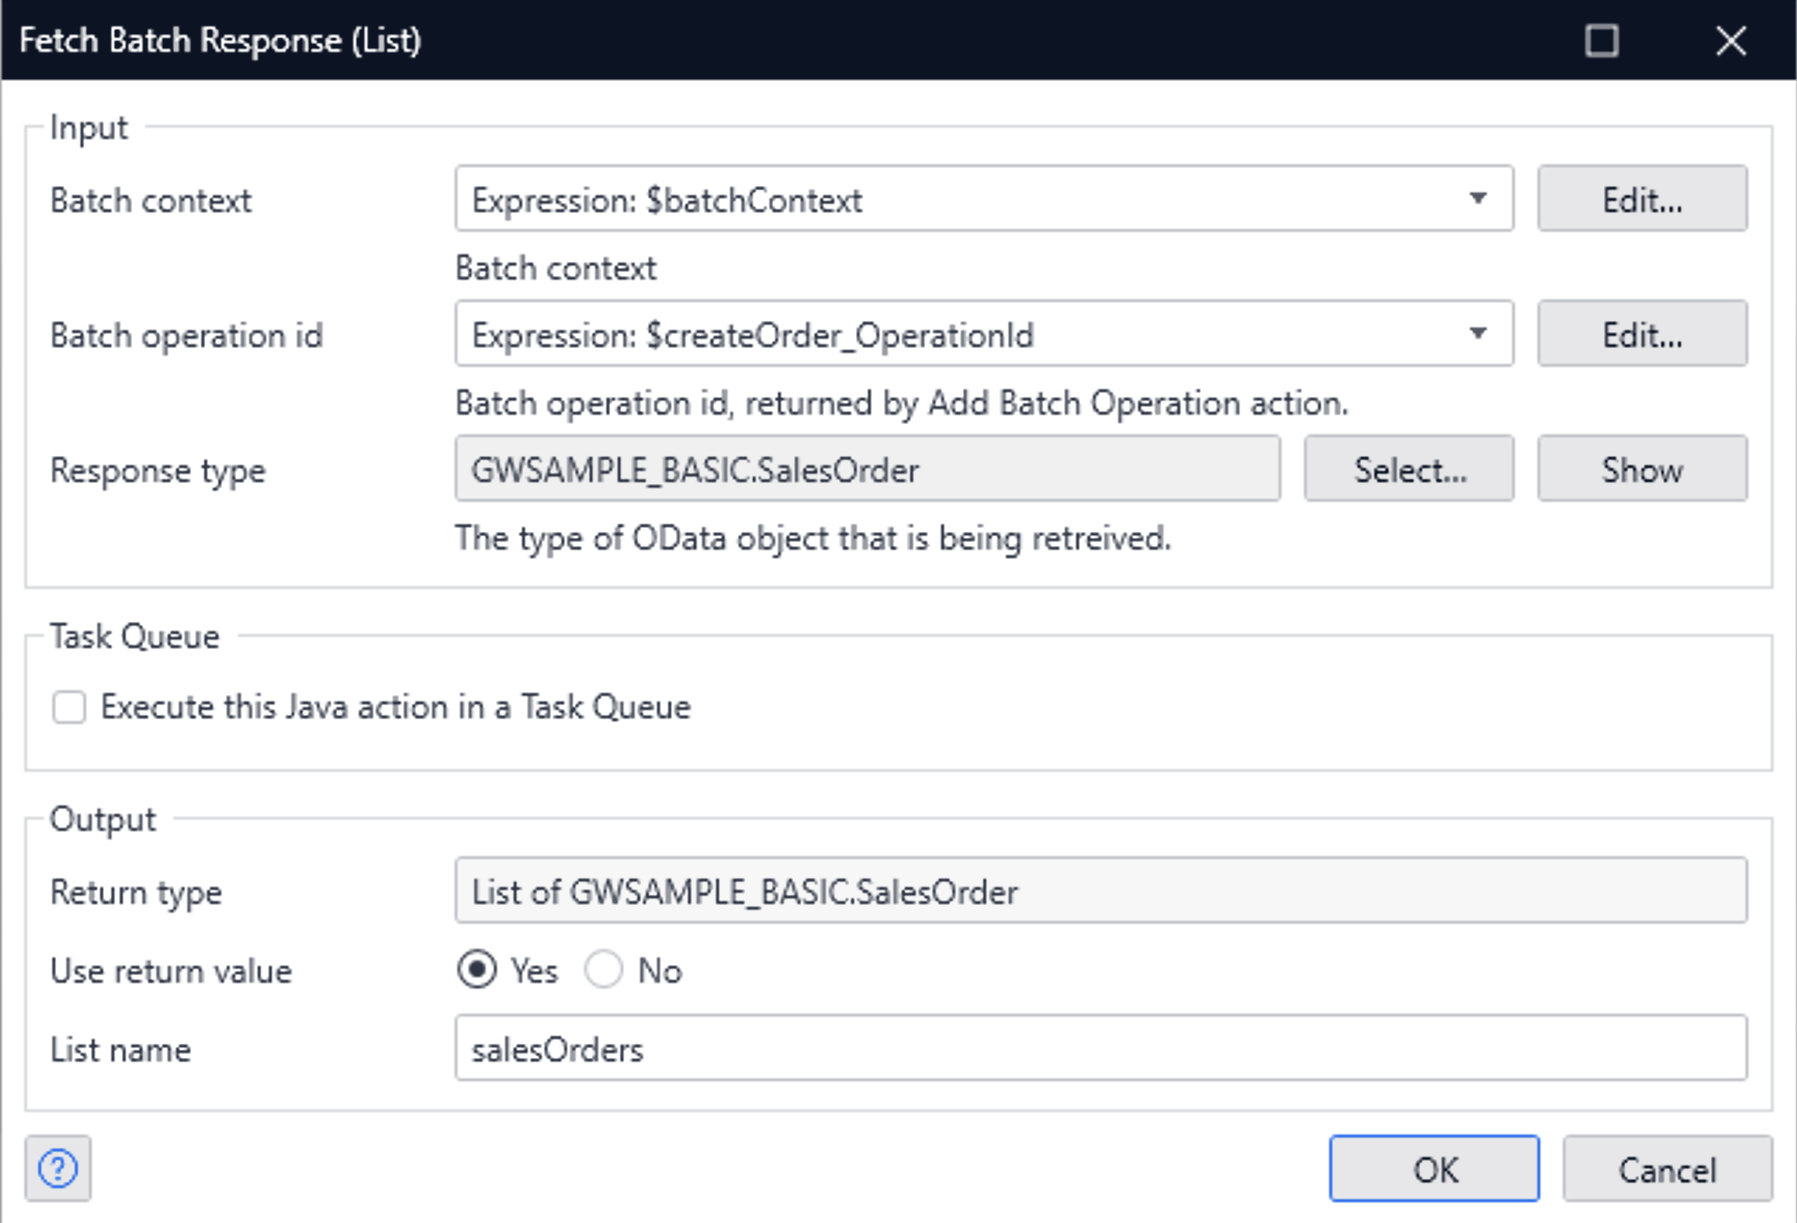 Fetch Batch Response (List)
Input
Batch context
Expression: $batchContext
Edit...
Batch context
Batch operation id
Expression: $createOrder_OperationId
Edit...
Batch operation id, returned by Add Batch Operation action.
Response type
GWSAMPLE_BASIC.SalesOrder
Select...
Show
The type of OData object that is being retreived.
Task Queue
Execute this Java action in a Task Queue
Output
Return type
List of GWSAMPLE_BASIC.SalesOrder
Use return value
Yes
No
List name
salesOrders
?
OK
Cancel